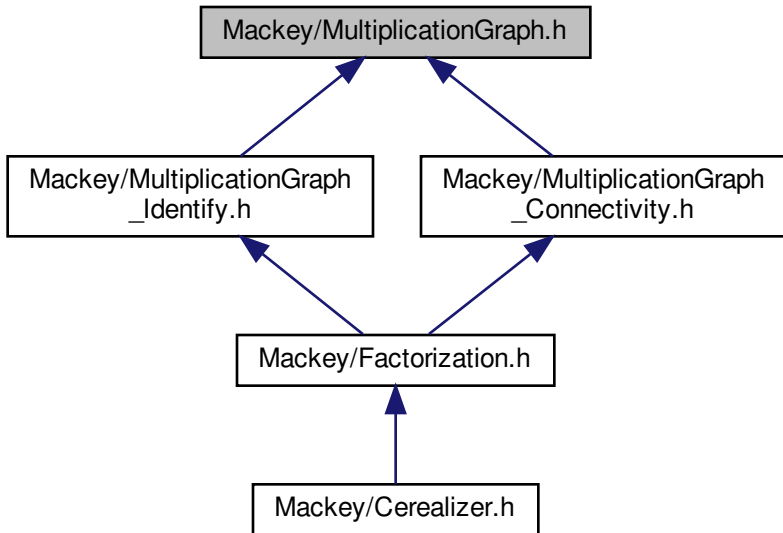 Mackey/MultiplicationGraph.h
Mackey/MultiplicationGraph
_Identify.h
Mackey/MultiplicationGraph
_Connectivity.h
Mackey/Factorization.h
Mackey/Cerealizer.h